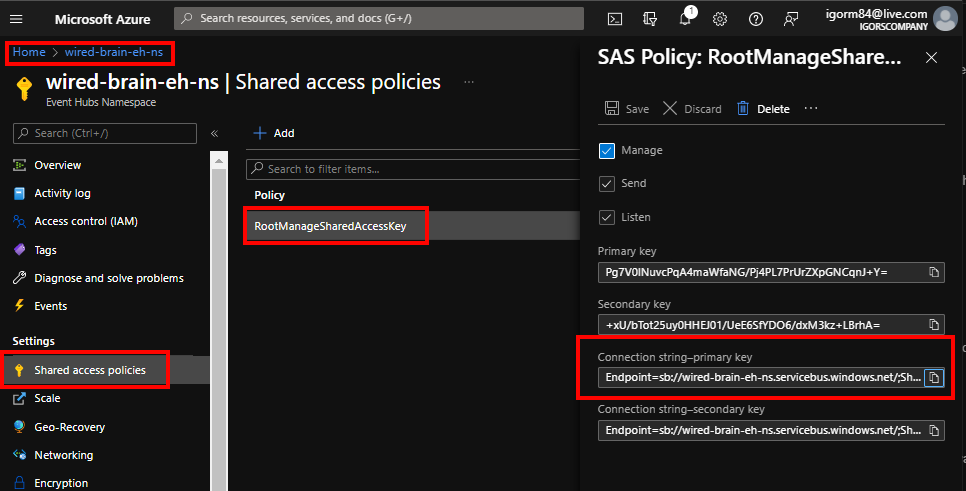 Microsoft Azure
Search resources, services, and docs (G+/)
1
igorm84@live.com
IGORSCOMPANY
Home > wired-brain-eh-ns
wired-brain-eh-ns | Shared access policies ...
Event Hubs Namespace
Search (Ctrl+/)
«
Overview
Activity log
Access control (IAM)
Tags
Diagnose and solve problems
Events
Settings
Shared access policies
Scale
Geo-Recovery
Networking
Encryption
+ Add
Search to filter items...
Policy
RootManageSharedAccessKey
SAS Policy: RootManageShare...
Save
Discard
Delete
...
Manage
Send
Listen
Primary key
Pg7V0INuvcPqA4maWfaNG/Pj4PL7PrUrZXpGNCqnJ+Y=
Secondary key
+xU/bTot25uy0HHEJ01/UeE6SfYDO6/dxM3kz+LBrhA=
Connection string–primary key
Endpoint=sb://wired-brain-eh-ns.servicebus.windows.net/;Sh...
Connection string–secondary key
Endpoint=sb://wired-brain-eh-ns.servicebus.windows.net/;Sh...